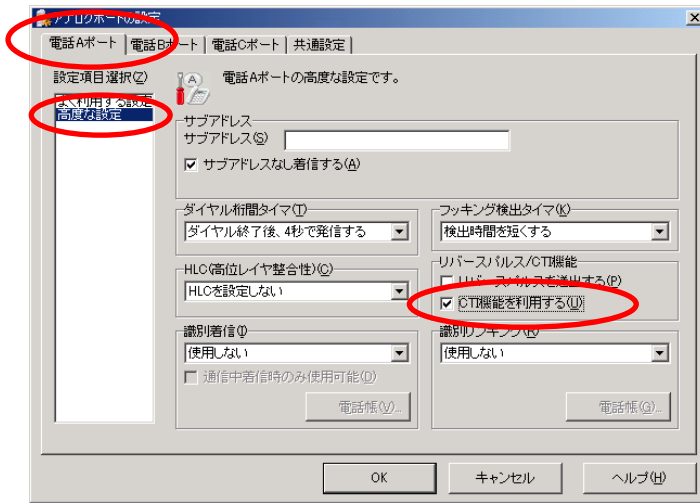 アナログポートの設定
電話Aポート 電話Bポート 電話Cポート 共通設定
設定項目選択(Z)
よく利用する設定
高度な設定
電話Aポートの高度な設定です。
サブアドレス
サブアドレス(S)
サブアドレスなし着信する(A)
ダイヤル桁間タイマ(T)
ダイヤル終了後、4秒で発信する
フッキング検出タイマ(K)
検出時間を短くする
HLC(高位レイヤ整合性)(C)
HLCを設定しない
リバースパルス/CTI機能
リバースパルスを送出する(P)
CTI機能を利用する(U)
識別着信(I)
使用しない
通信中着信時のみ使用可能(D)
電話帳(V)...
識別リンギング(R)
使用しない
電話帳(G)...
OK キャンセル ヘルプ(H)